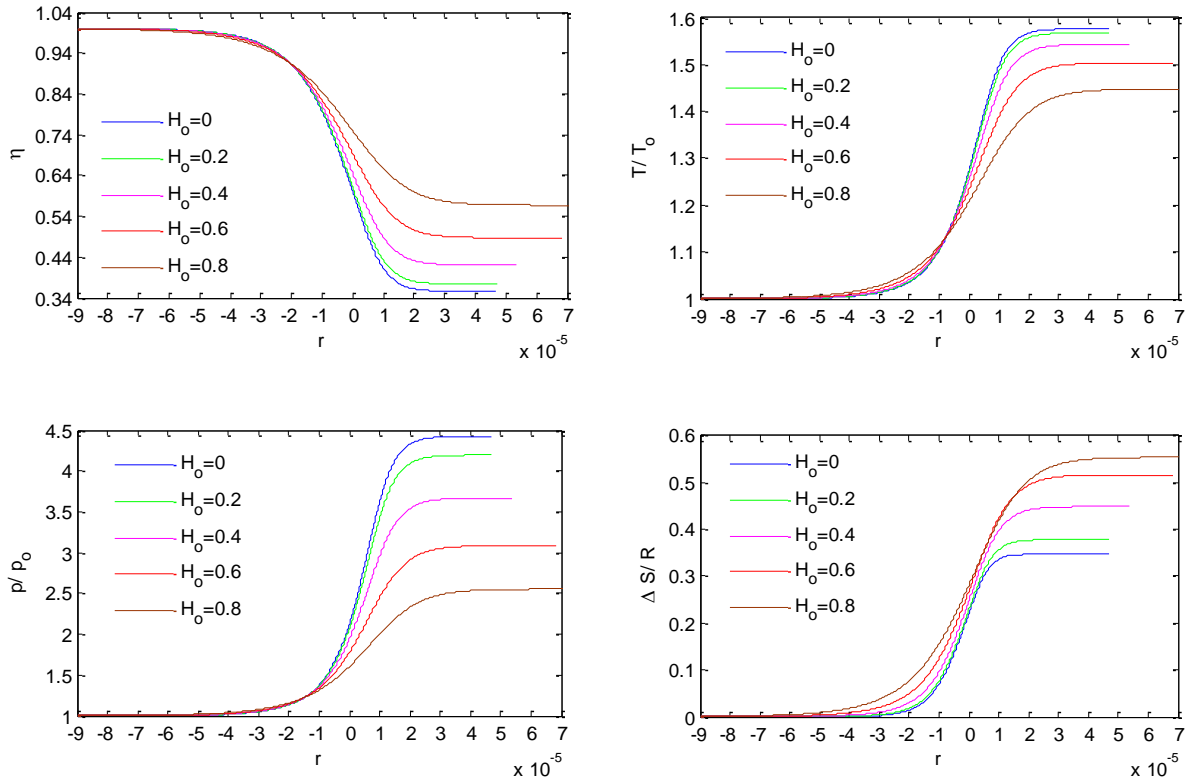 1.04
0.94
0.84
0.74
0.64
0.54
0.44
0.34
η
H_o=0
H_o=0.2
H_o=0.4
H_o=0.6
H_o=0.8
-9 -8 -7 -6 -5 -4 -3 -2 -1 0 1 2 3 4 5 6 7
r
x 10^-5
1.6
1.5
1.4
1.3
1.2
1.1
1
T/ T_o
H_o=0
H_o=0.2
H_o=0.4
H_o=0.6
H_o=0.8
-9 -8 -7 -6 -5 -4 -3 -2 -1 0 1 2 3 4 5 6 7
r
x 10^-5
4.5
4
3.5
3
2.5
2
1.5
1
p/ p_o
H_o=0
H_o=0.2
H_o=0.4
H_o=0.6
H_o=0.8
-9 -8 -7 -6 -5 -4 -3 -2 -1 0 1 2 3 4 5 6 7
r
x 10^-5
0.6
0.5
0.4
0.3
0.2
0.1
0
Δ S/ R
H_o=0
H_o=0.2
H_o=0.4
H_o=0.6
H_o=0.8
-9 -8 -7 -6 -5 -4 -3 -2 -1 0 1 2 3 4 5 6 7
r
x 10^-5